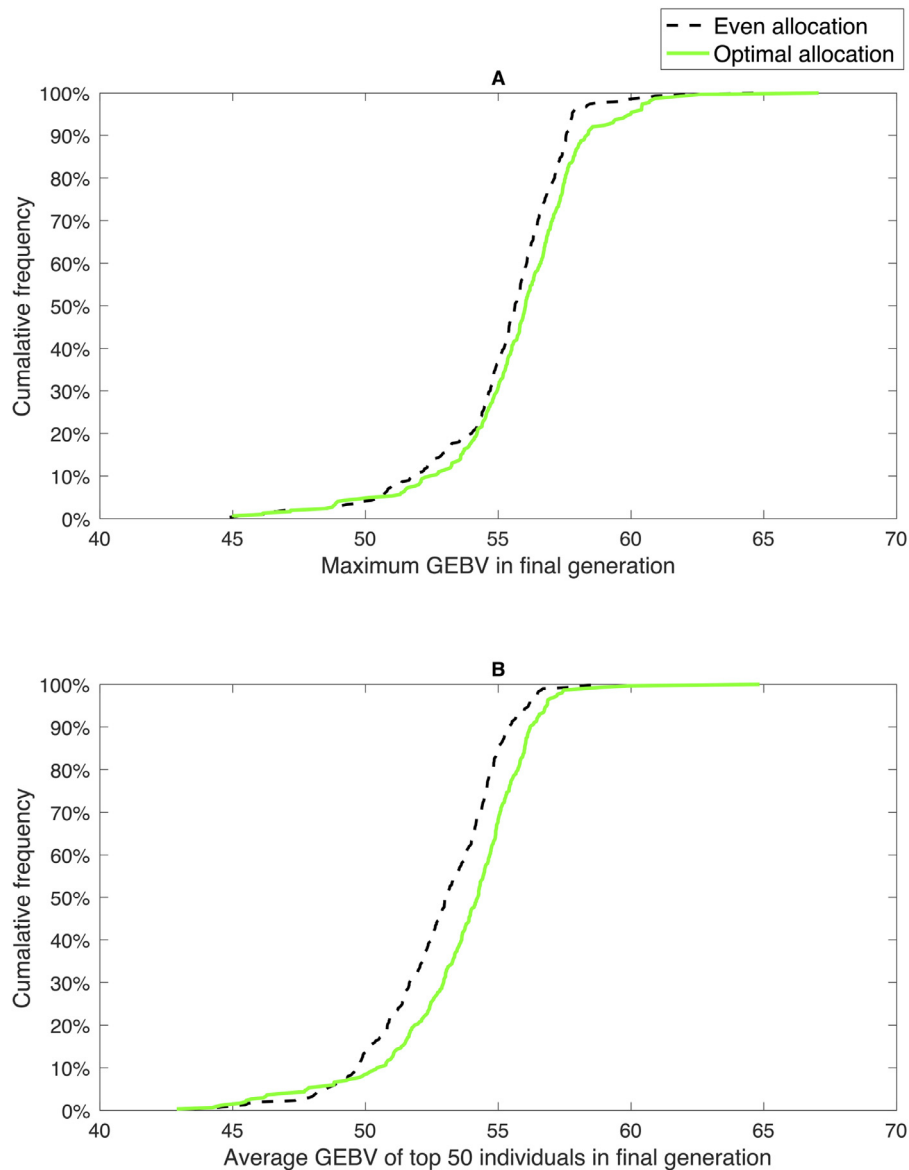 Even allocation
Optimal allocation
A
100%
90%
80%
70%
60%
50%
40%
30%
20%
10%
0%
Cumalative frequency
40 45 50 55 60 65 70
Maximum GEBV in final generation
B
100%
90%
80%
70%
60%
50%
40%
30%
20%
10%
0%
Cumalative frequency
40 45 50 55 60 65 70
Average GEBV of top 50 individuals in final generation